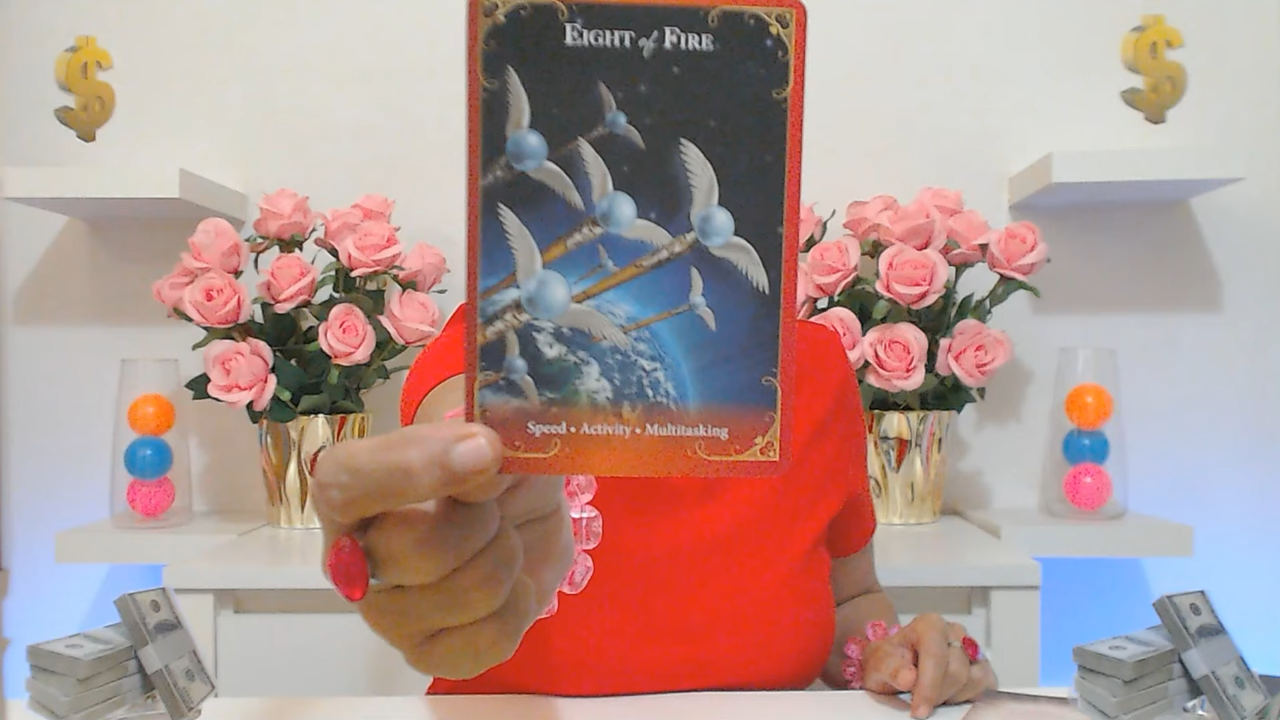 EIGHT of FIRE
Speed • Activity • Multitasking